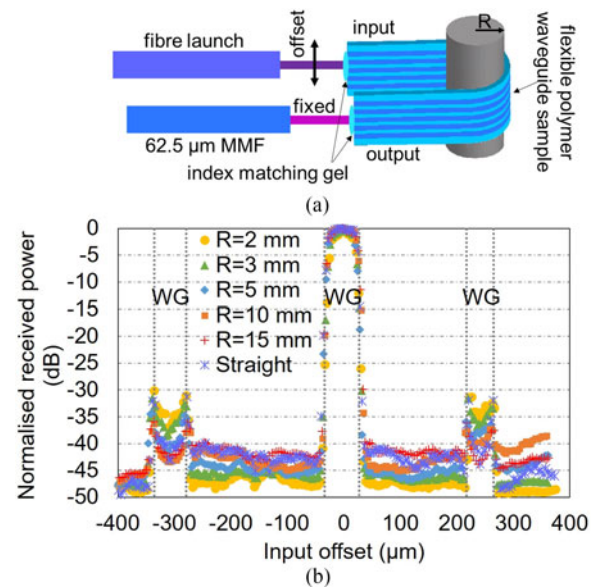 fibre launch
offset
input
R
fixed
62.5 µm MMF
index matching gel
output
flexible polymer
waveguide sample
(a)
Normalised received power
(dB)
0
-5
-10
-15
-20
-25
-30
-35
-40
-45
-50
R=2 mm
R=3 mm
R=5 mm
R=10 mm
R=15 mm
Straight
WG
WG
WG
-400 -300 -200 -100 0 100 200 300 400
Input offset (µm)
(b)